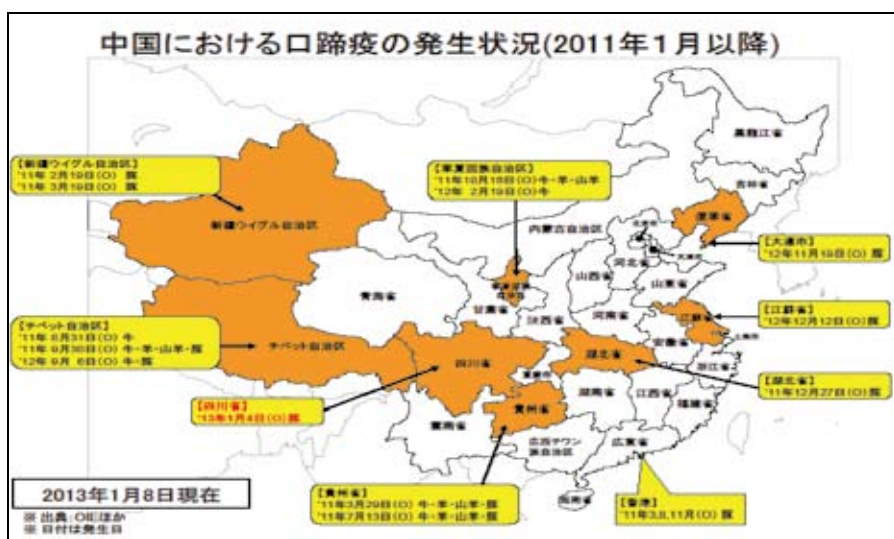 中国における口蹄疫の発生状況(2011年1月以降)
黒龍江省
吉林省
【新疆ウイグル自治区】
'11年 2月19日(O) 豚
'11年 3月19日(O) 豚
【寧夏回族自治区】
'11年10月18日(O)牛・羊・山羊
'12年 2月19日(O)牛
遼寧省
新疆ウイグル自治区
内蒙古自治区
【大連市】
'12年11月19日(O) 豚
河北省
山西省
山東省
青海省
甘粛省
陝西省
河南省
江蘇省
【江蘇省】
'12年12月12日(O)豚
【チベット自治区】
'11年8月31日(O) 牛
'11年9月30日(O) 牛・羊・山羊・豚
'12年9月 6日(O) 牛・豚
チベット自治区
四川省
湖北省
安徽省
浙江省
【湖北省】
'11年12月27日(O)豚
【四川省】
'13年1月4日(O)豚
貴州省
湖南省
江西省
福建省
雲南省
広西チワン
族自治区
広東省
海南省
2013年1月8日現在
※ 出典:OIEほか
※ 日付は発生日
【貴州省】
'11年3月29日(O) 牛・羊・山羊・豚
'11年7月13日(O) 牛・羊・山羊・豚
【香港】
'11年3,8,11月(O) 豚